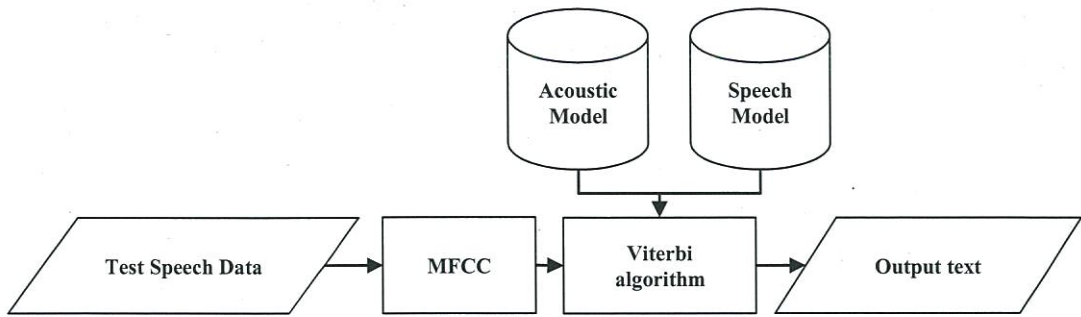 Acoustic
Model
Speech
Model
Test Speech Data
MFCC
Viterbi
algorithm
Output text